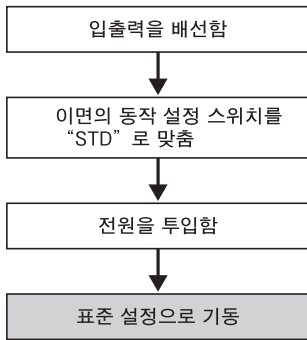 입출력을 배선함
이면의 동작 설정 스위치를
“STD” 로 맞춤
전원을 투입함
표준 설정으로 기동